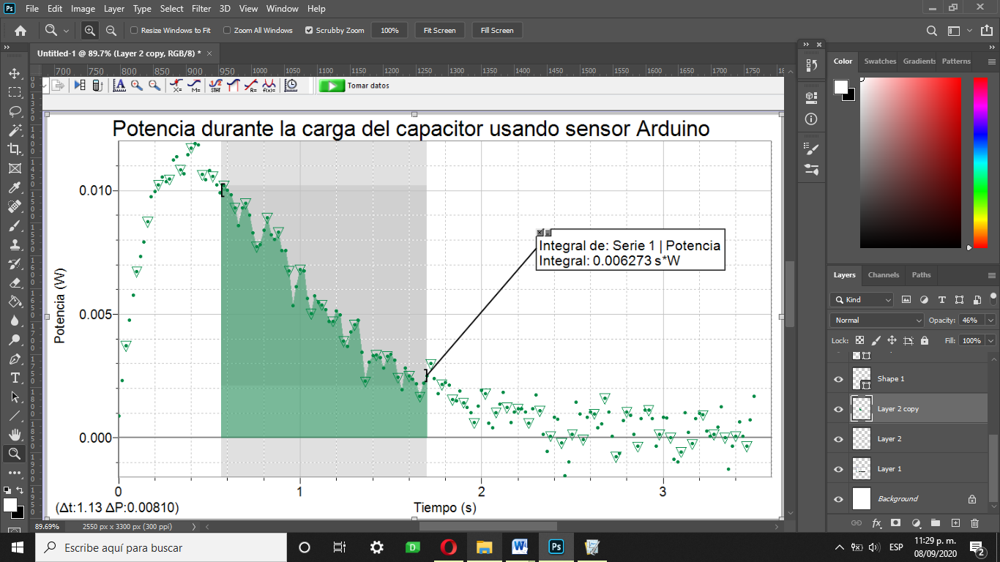 Ps File Edit Image Layer Type Select Filter 3D View Window Help
Resize Windows to Fit Zoom All Windows Scrubby Zoom 100% Fit Screen Fill Screen
Untitled-1 @ 89.7% (Layer 2 copy, RGB/8) * ×
700 750 800 850 900 950 1000 1050 1100 1150 1200 1250 1300 1350 1400 1450 1500 1550 1600 1650 1700 1750
Tomar datos
Potencia durante la carga del capacitor usando sensor Arduino
0.010
0.005
0.000
Potencia (W)
Integral de: Serie 1 | Potencia
Integral: 0.006273 s*W
0 1 2 3
(Δt:1.13 ΔP:0.00810)
Tiempo (s)
89.69% 2550 px x 3300 px (300 ppi)
Color Swatches Gradients Patterns
Layers Channels Paths
Kind
Normal Opacity: 46%
Lock: Fill: 100%
Shape 1
Layer 2 copy
Layer 2
Layer 1
Background
fx
Escribe aquí para buscar
ESP
11:29 p. m.
08/09/2020
2